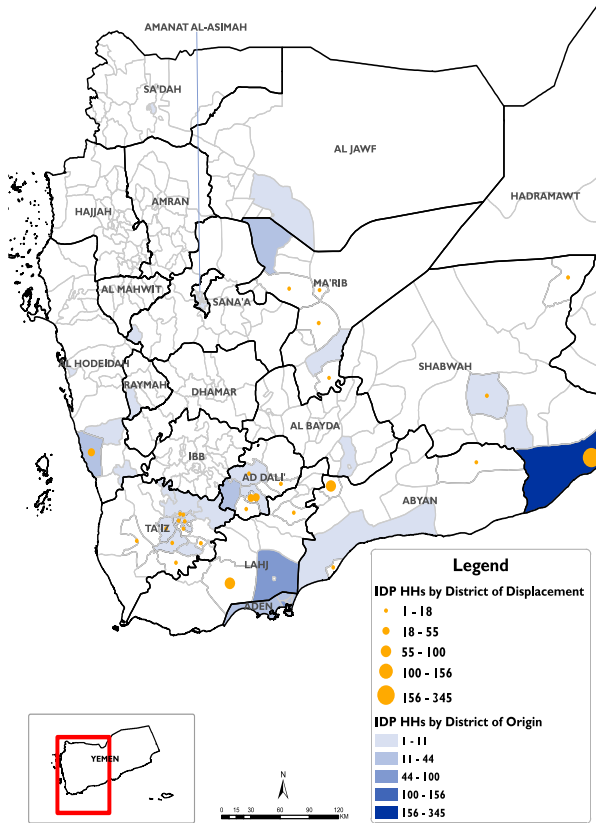 AMANAT AL-ASIMAH
SA'DAH
AL JAWF
HADRAMAWT
HAJJAH
AMRAN
MA'RIB
AL MAHWIT
SANA'A
AL HODEIDAH
RAYMAH
DHAMAR
SHABWAH
AL BAYDA
IBB
AD DALI'
ABYAN
TA'IZ
LAHJ
ADEN
Legend
IDP HHs by District of Displacement
1 - 18
18 - 55
55 - 100
100 - 156
156 - 345
IDP HHs by District of Origin
1 - 11
11 - 44
44 - 100
100 - 156
156 - 345
YEMEN
N
0 15 30 60 90 120
KM